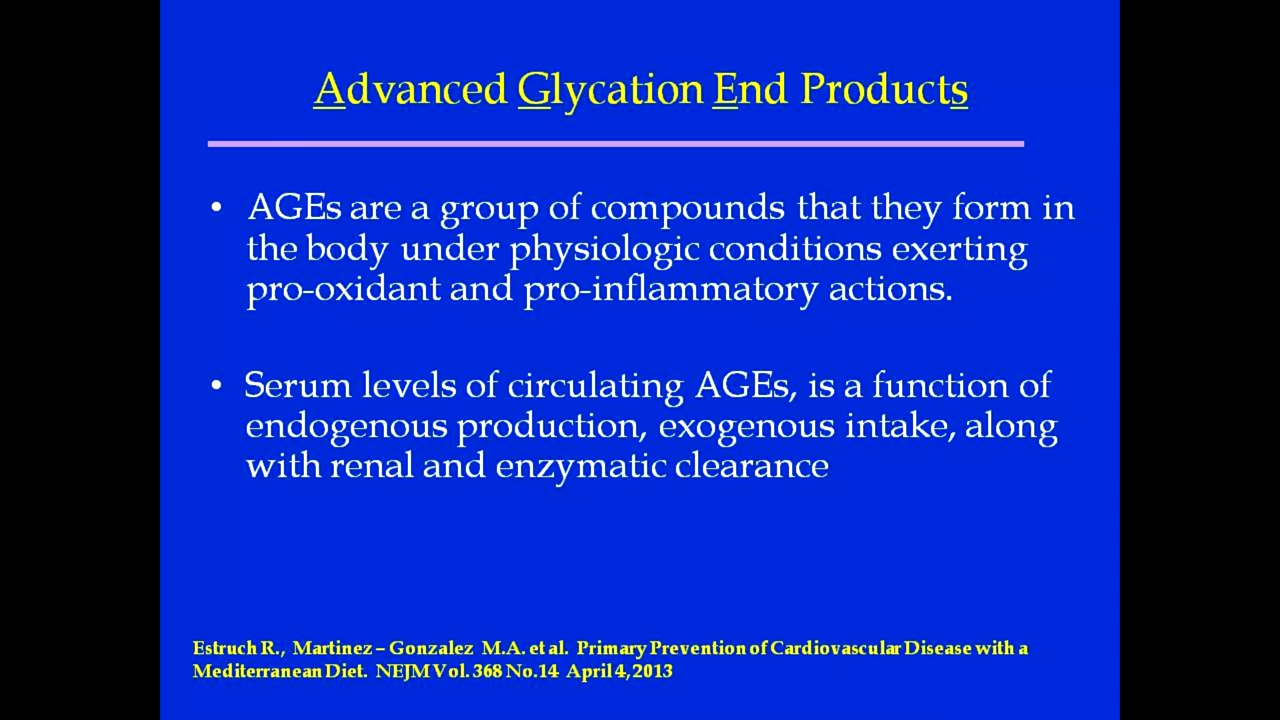 Advanced Glycation End Products
• AGEs are a group of compounds that they form in
the body under physiologic conditions exerting
pro-oxidant and pro-inflammatory actions.
• Serum levels of circulating AGEs, is a function of
endogenous production, exogenous intake, along
with renal and enzymatic clearance
Estruch R., Martinez – Gonzalez M.A. et al. Primary Prevention of Cardiovascular Disease with a
Mediterranean Diet. NEJM Vol. 368 No.14 April 4, 2013